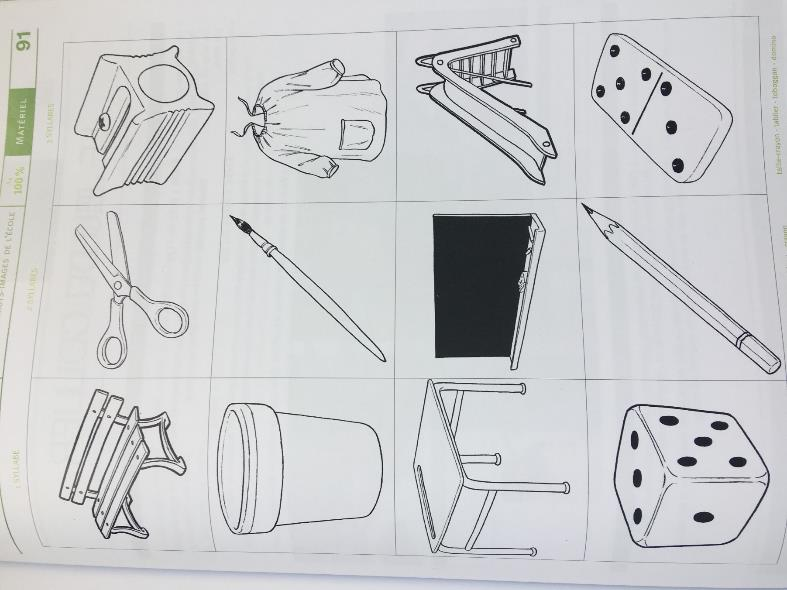 91
MATÉRIEL
100 %
IMAGES DE L'ÉCOLE
3 SYLLABES
2 SYLLABES
1 SYLLABE
taille-crayon - tablier - toboggan - domino